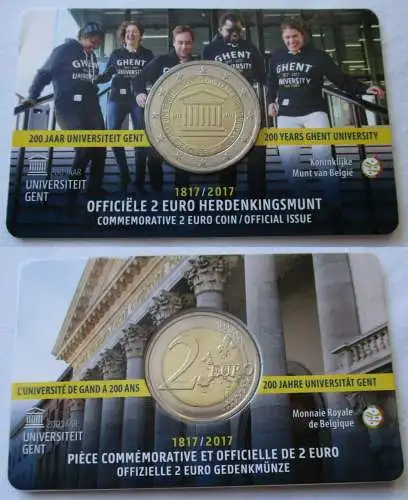 GHENT
UNIVERSITY
GHENT
UNIVERSITY
GHENT
UNIVERSITY
200 JAAR UNIVERSITEIT GENT
200 YEARS GHENT UNIVERSITY
200 JAAR
UNIVERSITEIT
GENT
Koninklijke
Munt van België
1817/2017
OFFICIËLE 2 EURO HERDENKINGSMUNT
COMMEMORATIVE 2 EURO COIN / OFFICIAL ISSUE
2 EURO
L'UNIVERSITÉ DE GAND A 200 ANS
200 JAHRE UNIVERSITÄT GENT
200 JAAR
UNIVERSITEIT
GENT
Monnaie Royale
de Belgique
1817/2017
PIÈCE COMMÉMORATIVE ET OFFICIELLE DE 2 EURO
OFFIZIELLE 2 EURO GEDENKMÜNZE